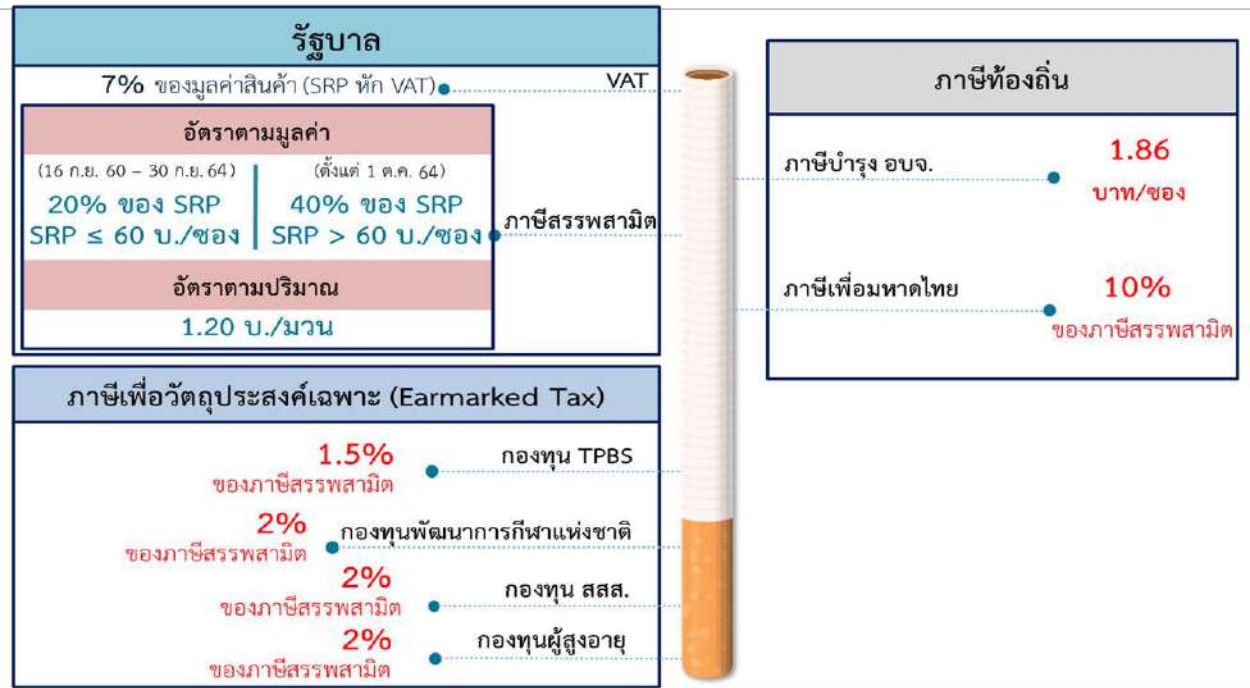 รัฐบาล
7% ของมูลค่าสินค้า (SRP หัก VAT)
VAT
อัตราตามมูลค่า
(16 ก.ย. 60 – 30 ก.ย. 64)
20% ของ SRP
SRP ≤ 60 บ./ซอง
(ตั้งแต่ 1 ต.ค. 64)
40% ของ SRP
SRP > 60 บ./ซอง
ภาษีสรรพสามิต
อัตราตามปริมาณ
1.20 บ./มวน
ภาษีท้องถิ่น
ภาษีบำรุง อบจ.
1.86
บาท/ซอง
ภาษีเพื่อมหาดไทย
10%
ของภาษีสรรพสามิต
ภาษีเพื่อวัตถุประสงค์เฉพาะ (Earmarked Tax)
1.5%
ของภาษีสรรพสามิต
กองทุน TPBS
2%
ของภาษีสรรพสามิต
กองทุนพัฒนาการกีฬาแห่งชาติ
2%
ของภาษีสรรพสามิต
กองทุน สสส.
2%
ของภาษีสรรพสามิต
กองทุนผู้สูงอายุ